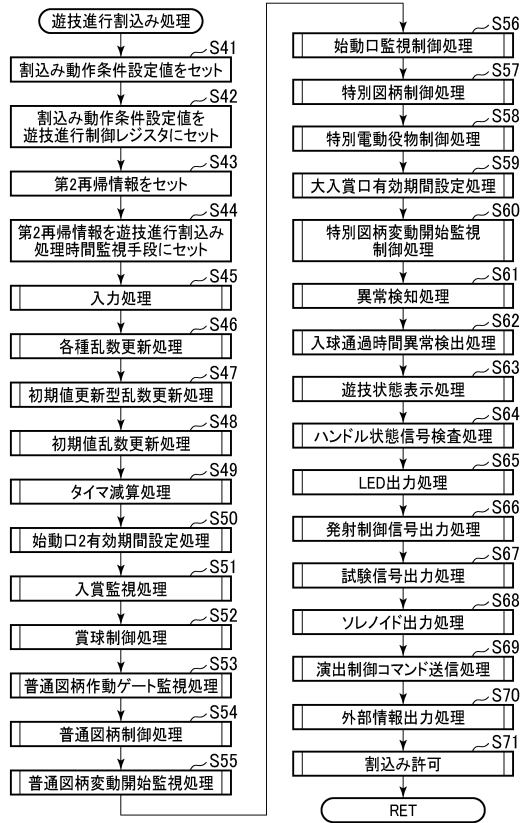 遊技進行割込み処理
S41
割込み動作条件設定値をセット
S42
割込み動作条件設定値を
遊技進行制御レジスタにセット
S43
第2再帰情報をセット
S44
第2再帰情報を遊技進行割込み
処理時間監視手段にセット
S45
入力処理
S46
各種乱数更新処理
S47
初期値更新型乱数更新処理
S48
初期値乱数更新処理
S49
タイマ減算処理
S50
始動口2有効期間設定処理
S51
入賞監視処理
S52
賞球制御処理
S53
普通図柄作動ゲート監視処理
S54
普通図柄制御処理
S55
普通図柄変動開始監視処理
S56
始動口監視制御処理
S57
特別図柄制御処理
S58
特別電動役物制御処理
S59
大入賞口有効期間設定処理
S60
特別図柄変動開始監視
制御処理
S61
異常検知処理
S62
入球通過時間異常検出処理
S63
遊技状態表示処理
S64
ハンドル状態信号検査処理
S65
LED出力処理
S66
発射制御信号出力処理
S67
試験信号出力処理
S68
ソレノイド出力処理
S69
演出制御コマンド送信処理
S70
外部情報出力処理
S71
割込み許可
RET